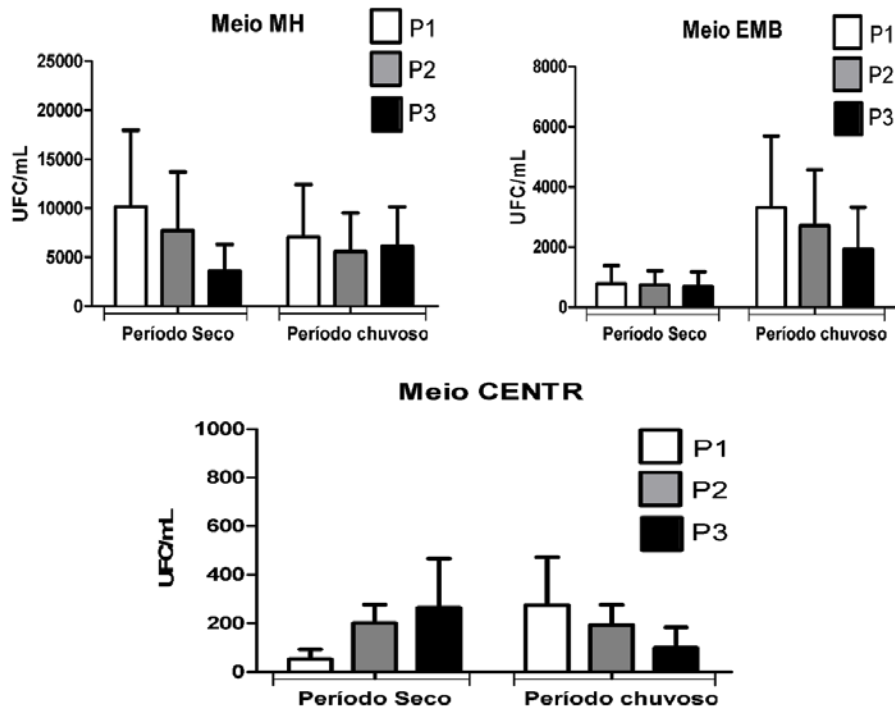 Meio MH
P1
P2
P3
UFC/mL
25000
20000
15000
10000
5000
0
Período Seco
Período chuvoso
Meio EMB
P1
P2
P3
UFC/mL
8000
6000
4000
2000
0
Período Seco
Período chuvoso
Meio CENTR
P1
P2
P3
UFC/mL
1000
800
600
400
200
0
Período Seco
Período chuvoso